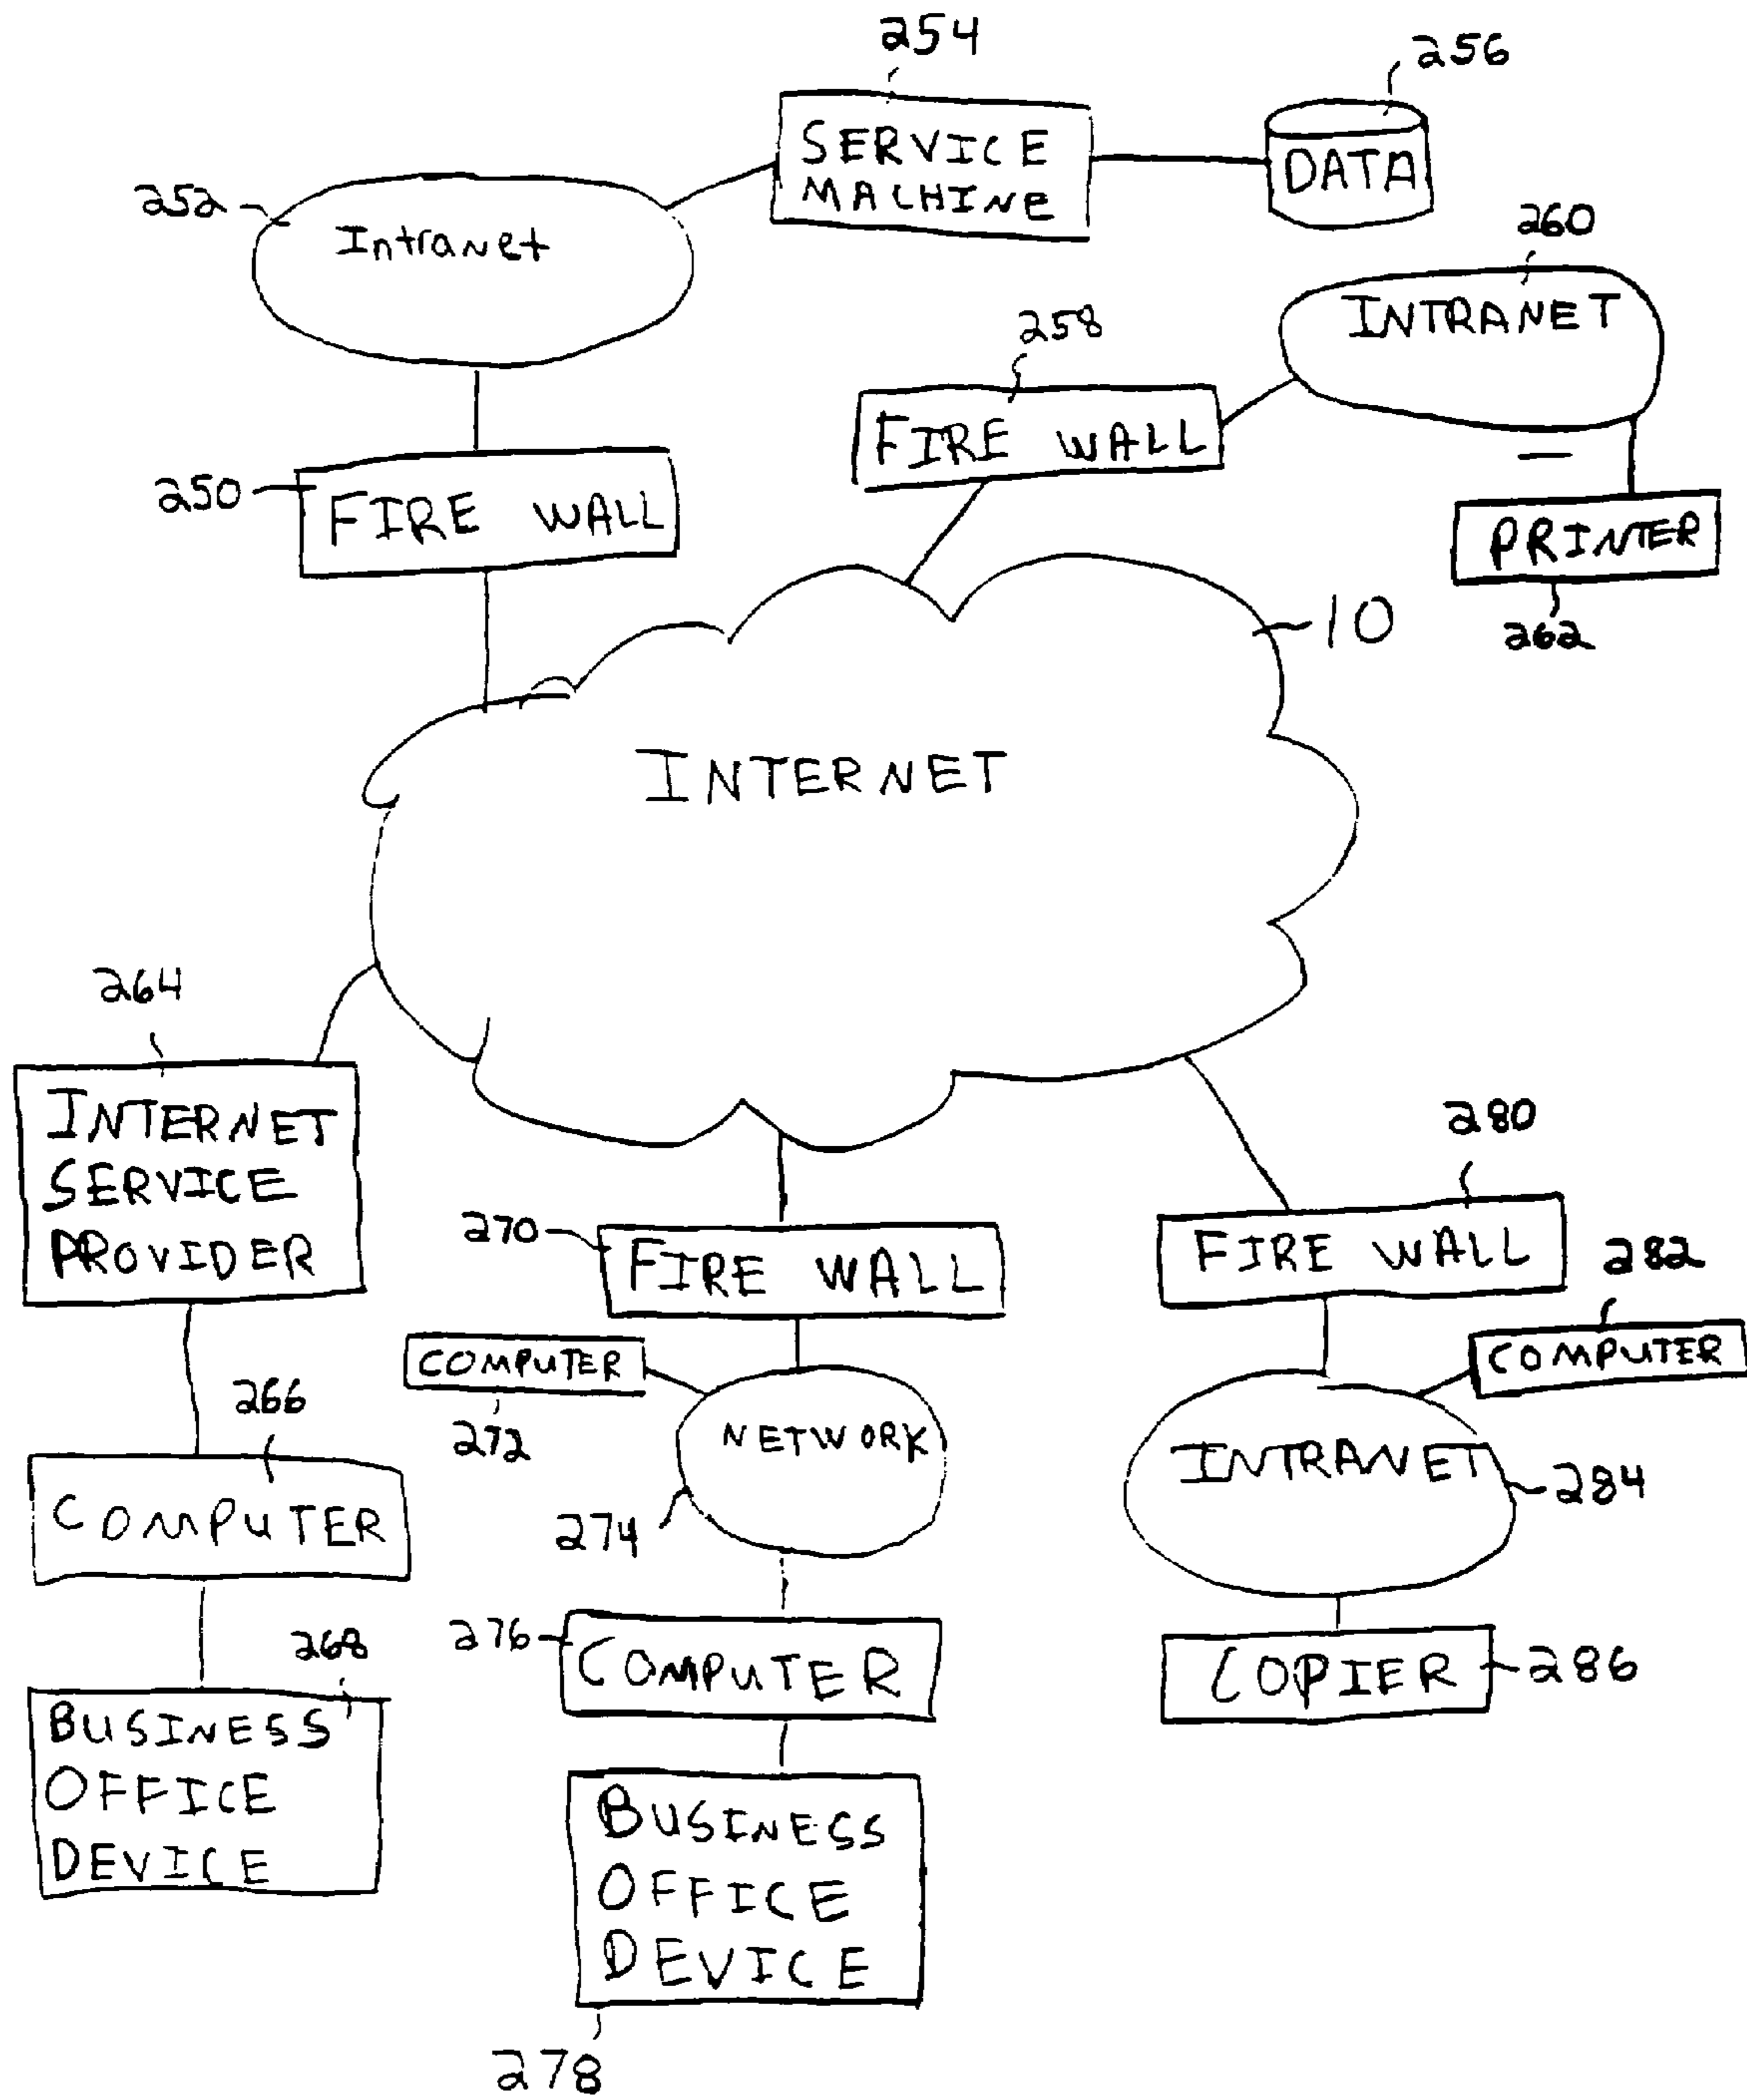 254
256
SERVICE
MACHINE
DATA
252
Intranet
260
INTRANET
258
FIRE WALL
250
FIRE WALL
PRINTER
262
10
INTERNET
264
INTERNET
SERVICE
PROVIDER
280
270
FIRE WALL
FIRE WALL
282
COMPUTER
272
COMPUTER
266
NETWORK
INTRANET
284
274
COMPUTER
276
COMPUTER
COPIER
286
268
BUSINESS
OFFICE
DEVICE
BUSINESS
OFFICE
DEVICE
278